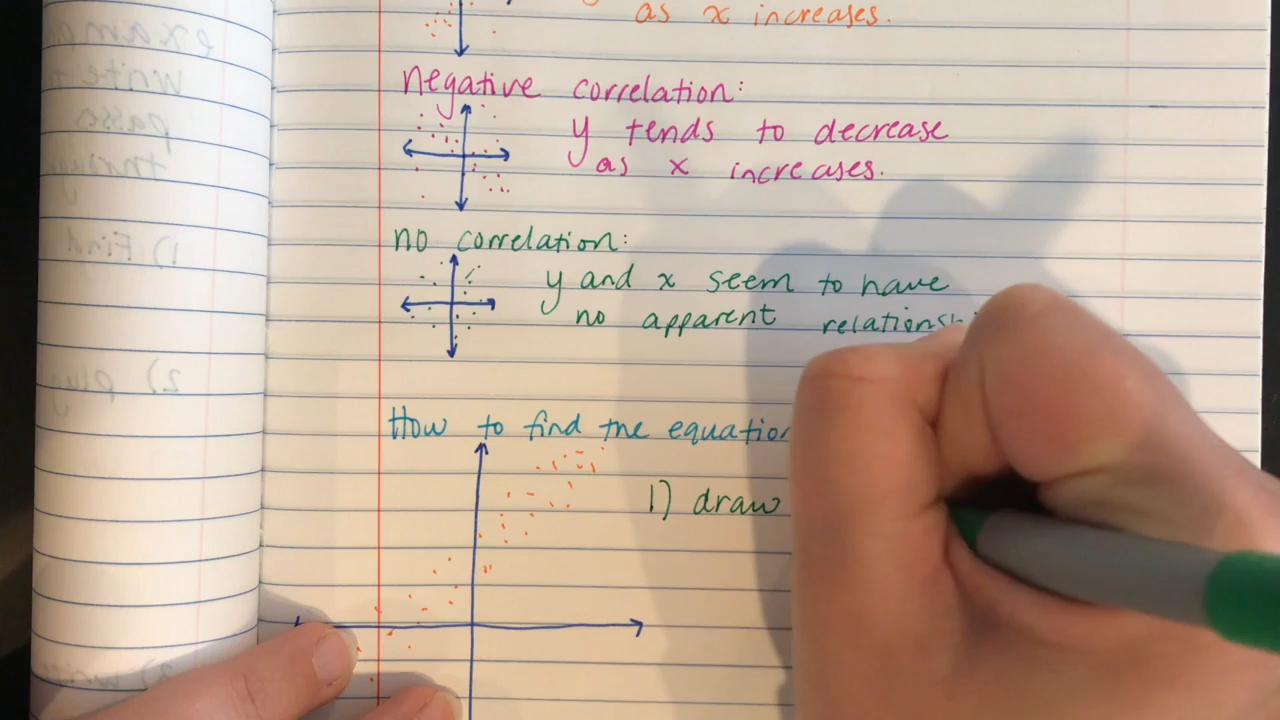 as x increases.
negative correlation:
y tends to decrease
as x increases.
no correlation:
y and x seem to have
no apparent
How to find the
1) draw